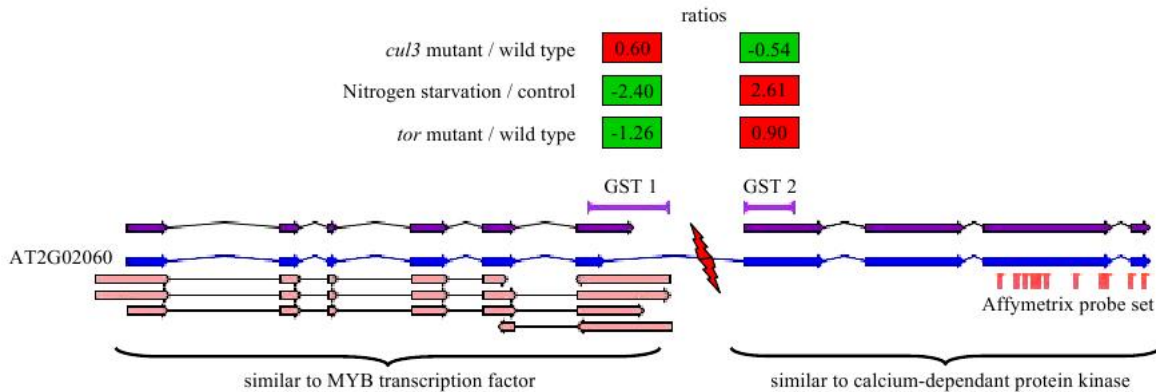 ratios
cul3 mutant / wild type 0.60 -0.54
Nitrogen starvation / control -2.40 2.61
tor mutant / wild type -1.26 0.90
GST 1 GST 2
AT2G02060
Affymetrix probe set
similar to MYB transcription factor similar to calcium-dependant protein kinase